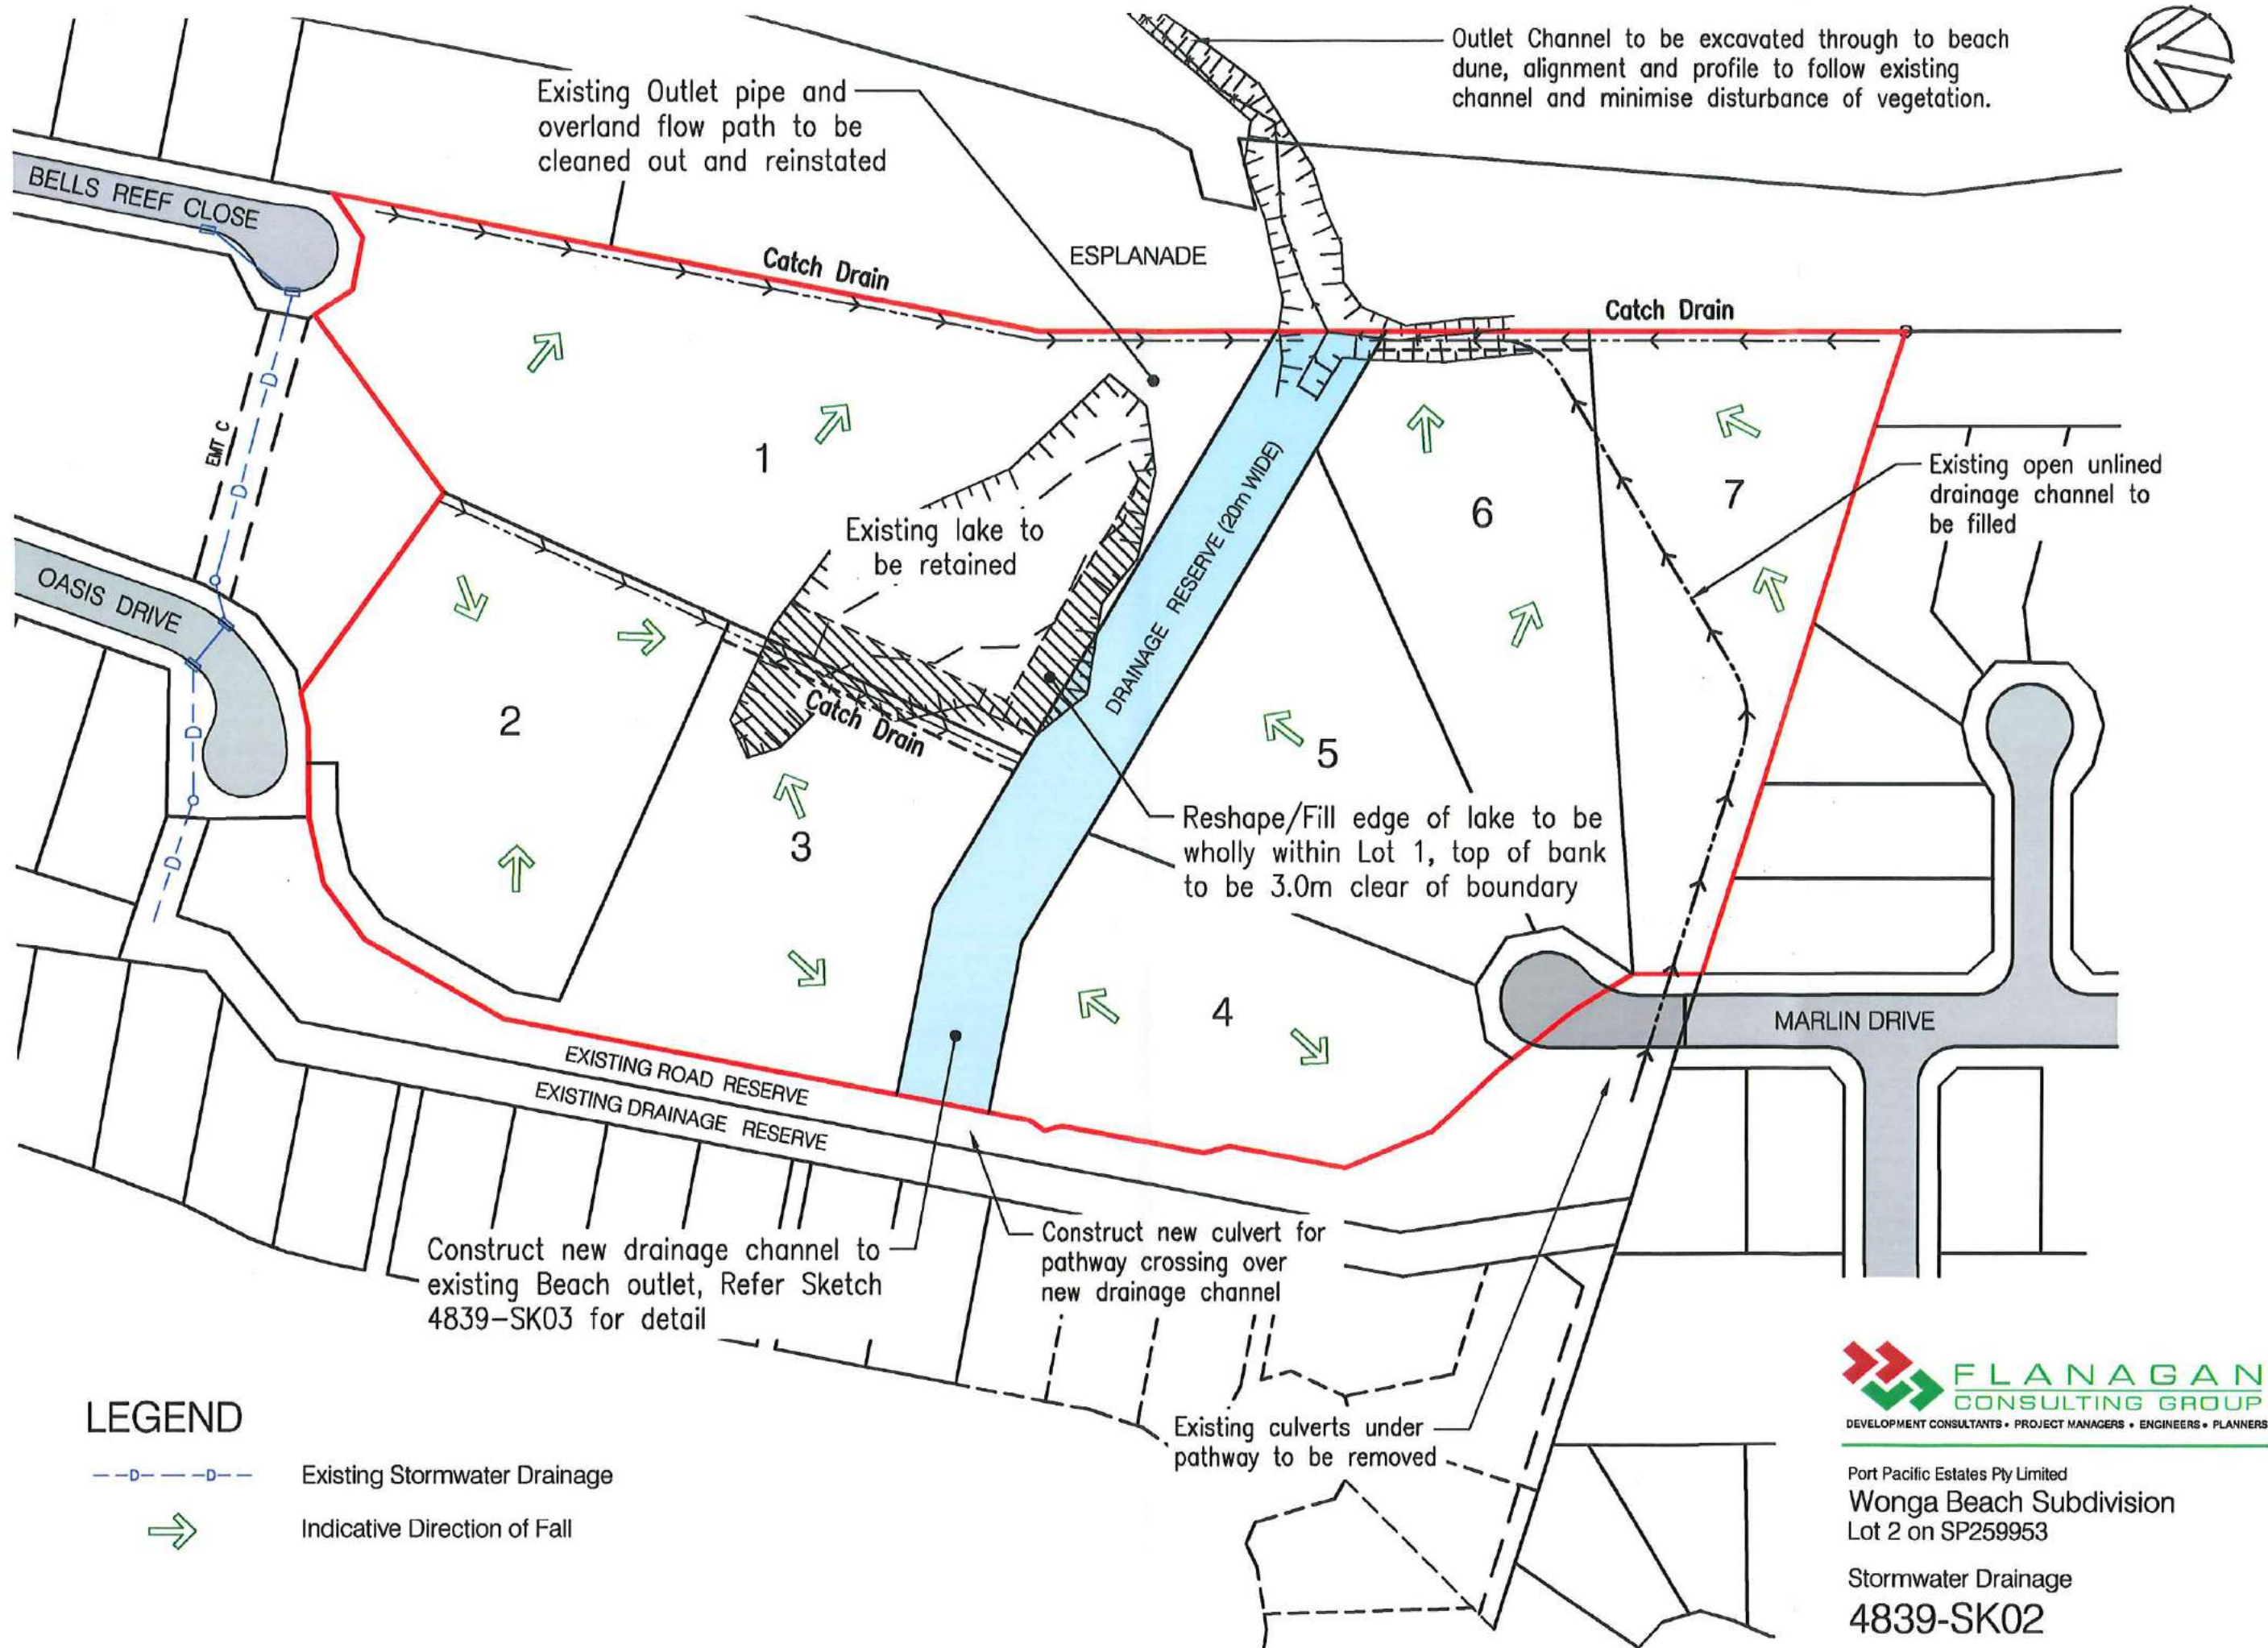 Outlet Channel to be excavated through to beach
dune, alignment and profile to follow existing
channel and minimise disturbance of vegetation.
Existing Outlet pipe and
overland flow path to be
cleaned out and reinstated
BELLS REEF CLOSE
ESPLANADE
Catch Drain
Catch Drain
EMT C
1
Existing lake to
be retained
DRAINAGE RESERVE (20m WIDE)
6
7
Existing open unlined
drainage channel to
be filled
OASIS DRIVE
D
D
D
D
2
Catch Drain
3
5
Reshape/Fill edge of lake to be
wholly within Lot 1, top of bank
to be 3.0m clear of boundary
4
MARLIN DRIVE
EXISTING ROAD RESERVE
EXISTING DRAINAGE RESERVE
Construct new drainage channel to
existing Beach outlet, Refer Sketch
4839-SK03 for detail
Construct new culvert for
pathway crossing over
new drainage channel
Existing culverts under
pathway to be removed
LEGEND
D D
Existing Stormwater Drainage
Indicative Direction of Fall
FLANAGAN
CONSULTING GROUP
DEVELOPMENT CONSULTANTS • PROJECT MANAGERS • ENGINEERS • PLANNERS
Port Pacific Estates Pty Limited
Wonga Beach Subdivision
Lot 2 on SP259953
Stormwater Drainage
4839-SK02